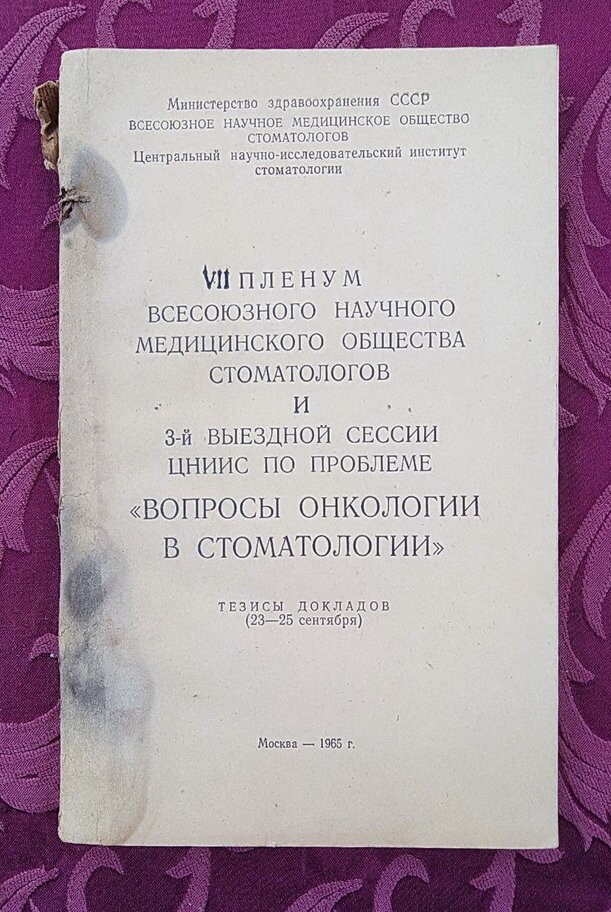 Министерство здравоохранения СССР
ВСЕСОЮЗНОЕ НАУЧНОЕ МЕДИЦИНСКОЕ ОБЩЕСТВО
СТОМАТОЛОГОВ
Центральный научно-исследовательский институт
стоматологии
VII ПЛЕНУМ
ВСЕСОЮЗНОГО НАУЧНОГО
МЕДИЦИНСКОГО ОБЩЕСТВА
СТОМАТОЛОГОВ
И
3-й ВЫЕЗДНОЙ СЕССИИ
ЦНИИС ПО ПРОБЛЕМЕ
«ВОПРОСЫ ОНКОЛОГИИ
В СТОМАТОЛОГИИ»
ТЕЗИСЫ ДОКЛАДОВ
(23—25 сентября)
Москва — 1965 г.